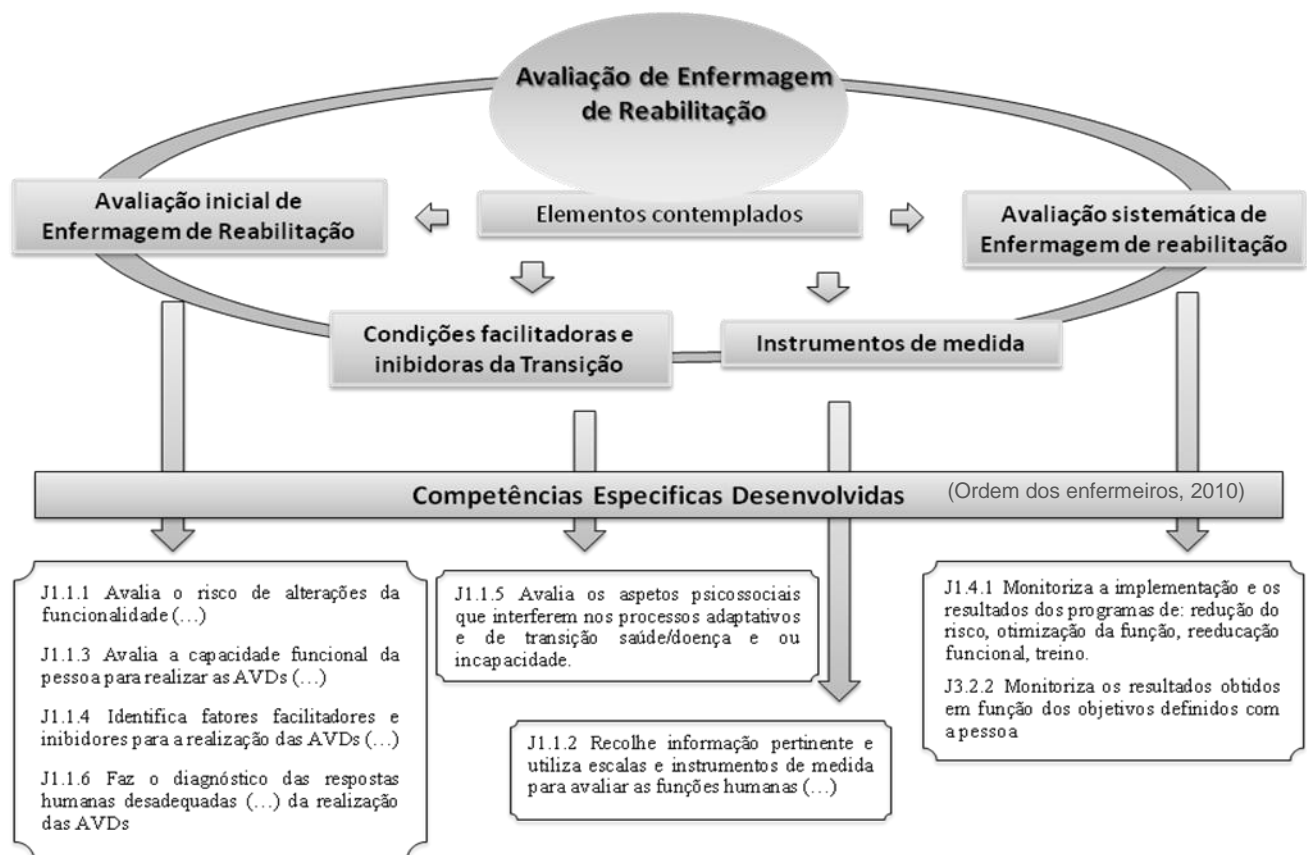 Avaliação de Enfermagem
de Reabilitação
Avaliação inicial de
Enfermagem de Reabilitação
Elementos contemplados
Avaliação sistemática de
Enfermagem de reabilitação
Condições facilitadoras e
inibidoras da Transição
Instrumentos de medida
Competências Especificas Desenvolvidas (Ordem dos enfermeiros, 2010)
J1.1.1 Avalia o risco de alterações da
funcionalidade (...)
J1.1.3 Avalia a capacidade funcional da
pessoa para realizar as AVDs (...)
J1.1.4 Identifica fatores facilitadores e
inibidores para a realização das AVDs (...)
J1.1.6 Faz o diagnóstico das respostas
humanas desadequadas (...) da realização
das AVDs
J1.1.5 Avalia os aspetos psicossociais
que interferem nos processos adaptativos
e de transição saúde/doença e ou
incapacidade.
J1.1.2 Recolhe informação pertinente e
utiliza escalas e instrumentos de medida
para avaliar as funções humanas (...)
J1.4.1 Monitoriza a implementação e os
resultados dos programas de: redução do
risco, otimização da função, reeducação
funcional, treino.
J3.2.2 Monitoriza os resultados obtidos
em função dos objetivos definidos com
a pessoa